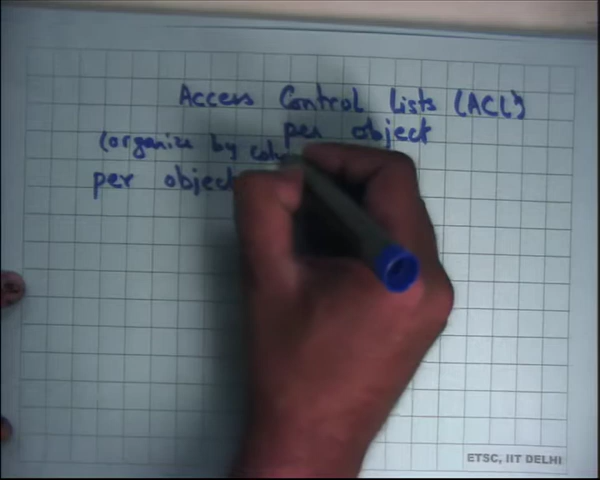 Access Control Lists (ACL)
per object
(organize by
per object
ETSC, IIT DELHI